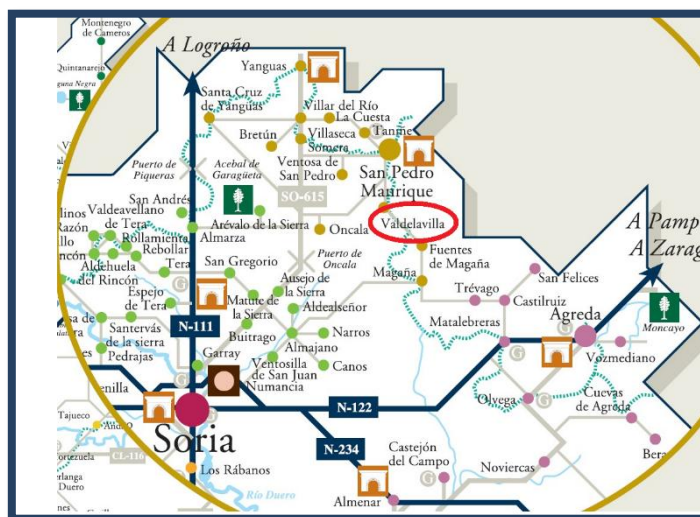 Montenegro
de Cameros
Quintanarejo
A Logroño
Yanguas
Santa Cruz
de Yanguas
Villar del Río
La Cuesta
Bretún
Villaseca
Somera
Taniñe
Ventosa de
San Pedro
San Pedro
Manrique
Puerto de
Piqueras
Acebal de
Garagüeta
SO-615
San Andrés
Valdeavellano
de Tera
Rollamienta
Rebollar
Arévalo de la Sierra
Almarza
Oncala
Valdelavilla
A Pamp
A Zarag
Aldehuela
del Rincón
Tera
San Gregorio
Puerto de
Oncala
Fuentes
de Magaña
Magaña
San Felices
Espejo
de Tera
Ausejo de
la Sierra
Matute de
la Sierra
Aldealseñor
Trévago
Castilruiz
Santervás
de la sierra
Pedrajas
N-111
Buitrago
Narros
Almajano
Matalebreras
Agreda
Moncayo
Garray
Ventosilla
de San Juan
Canos
Vozmediano
Numancia
Soria
N-122
Olvega
Cuevas
de Agreda
Tajueco
CL-116
N-234
Castejón
del Campo
Noviercas
Bera
Los Rábanos
Río Duero
Almenar